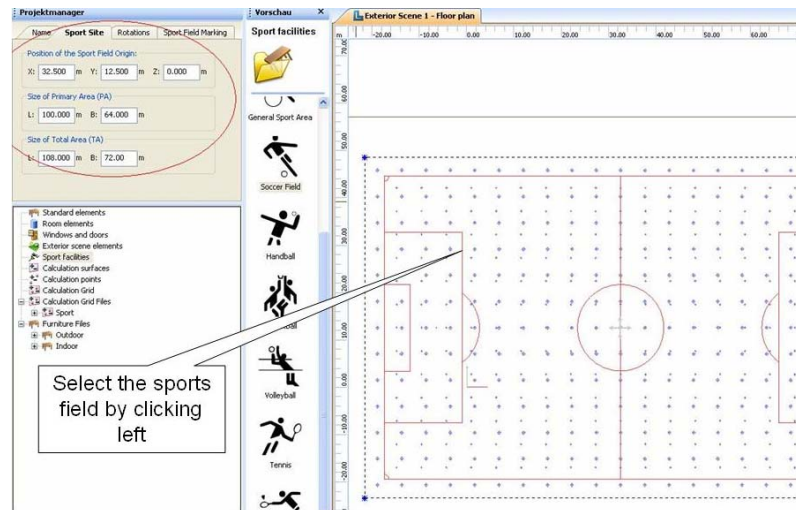 Projektmanager
Name Sport Site Rotations Sport Field Marking
Position of the Sport Field Origin:
X: 32.500 m Y: 12.500 m Z: 0.000 m
Size of Primary Area (PA)
L: 100.000 m B: 64.000 m
Size of Total Area (TA)
L: 108.000 m B: 72.00 m
Standard elements
Room elements
Windows and doors
Exterior scene elements
Sport facilities
Calculation surfaces
Calculation points
Calculation Grid
Calculation Grid Files
Sport
Furniture Files
Outdoor
Indoor
Select the sports
field by clicking
left
Vorschau X
Sport facilities
General Sport Area
Soccer Field
Handball
Volleyball
Tennis
Exterior Scene 1 - Floor plan
m -20.00 -10.00 0.00 10.00 20.00 30.00 40.00 50.00 60.00
70.00
60.00
50.00
40.00
30.00
20.00
10.00
0.00
-10.00
-20.00